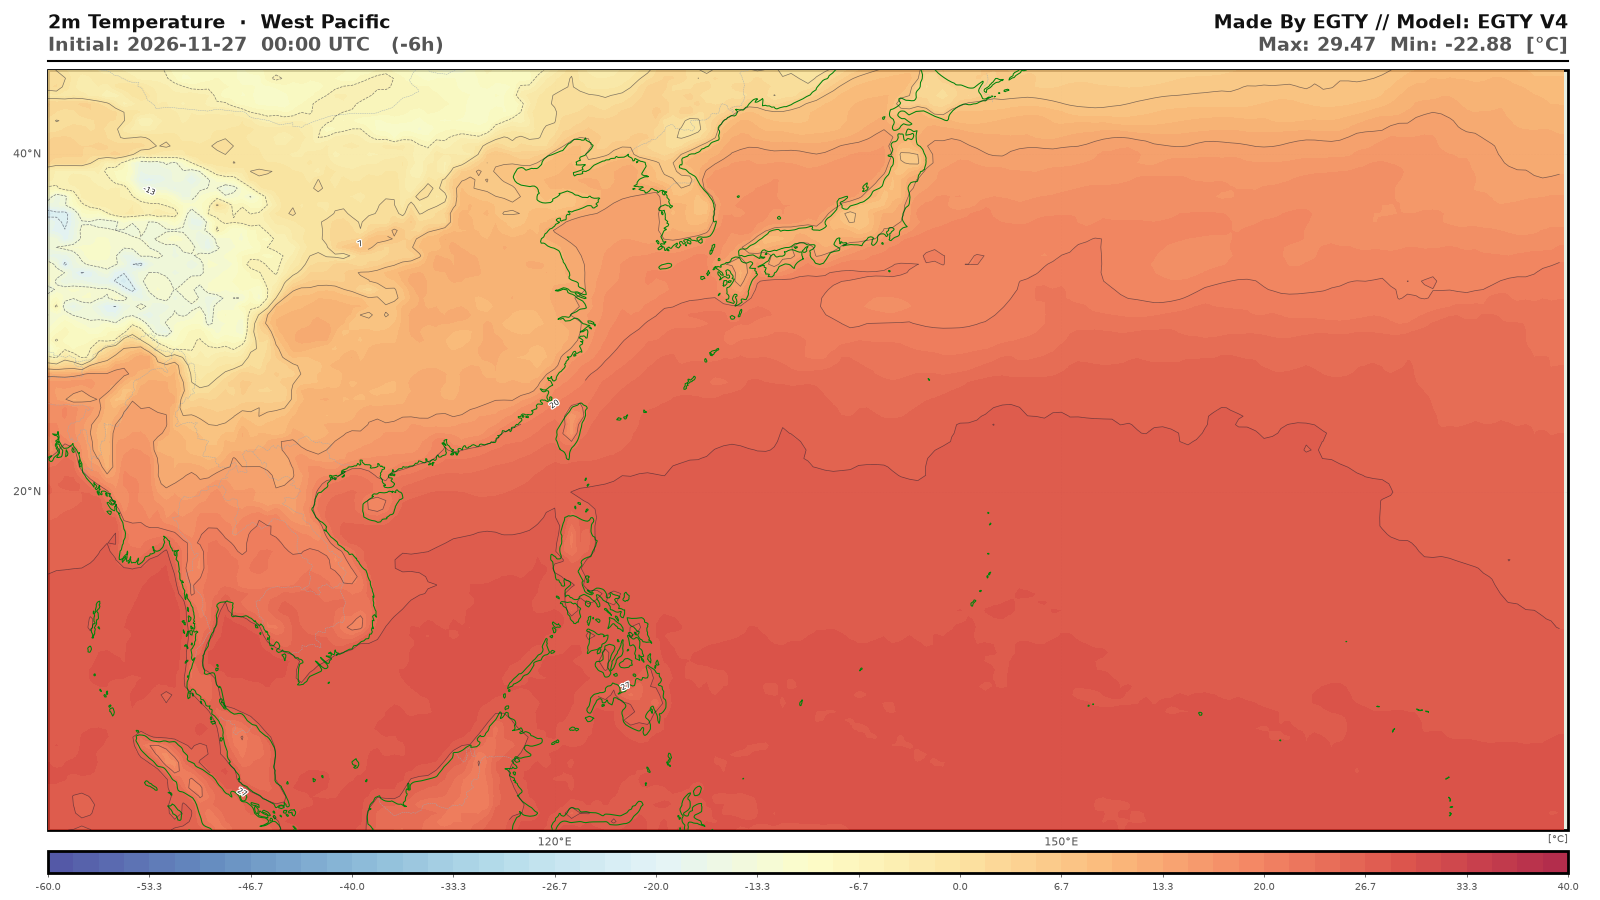 2m Temperature · West Pacific
Made By EGTY // Model: EGTY V4
Initial: 2026-11-27 00:00 UTC (-6h)
Max: 29.47 Min: -22.88 [°C]
40°N
-13
7
20
20°N
27
27
120°E
150°E
[°C]
-60.0
-53.3
-46.7
-40.0
-33.3
-26.7
-20.0
-13.3
-6.7
0.0
6.7
13.3
20.0
26.7
33.3
40.0